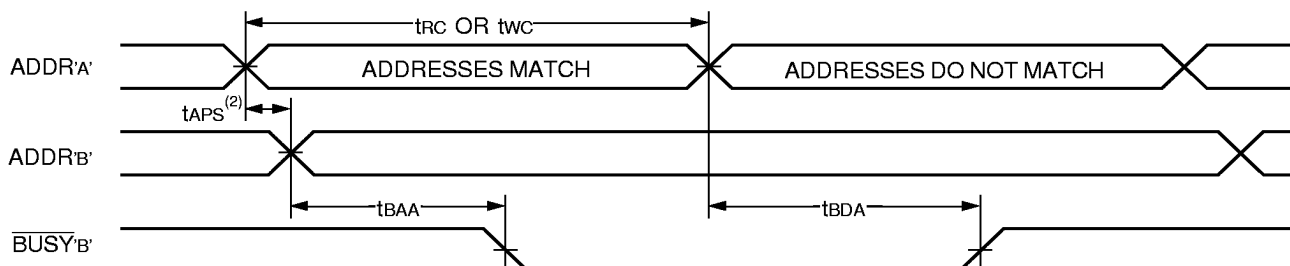 tRC OR tWC
ADDR'A'
ADDRESSES MATCH
ADDRESSES DO NOT MATCH
tAPS(2)
ADDR'B'
tBAA
tBDA
BUSY'B'